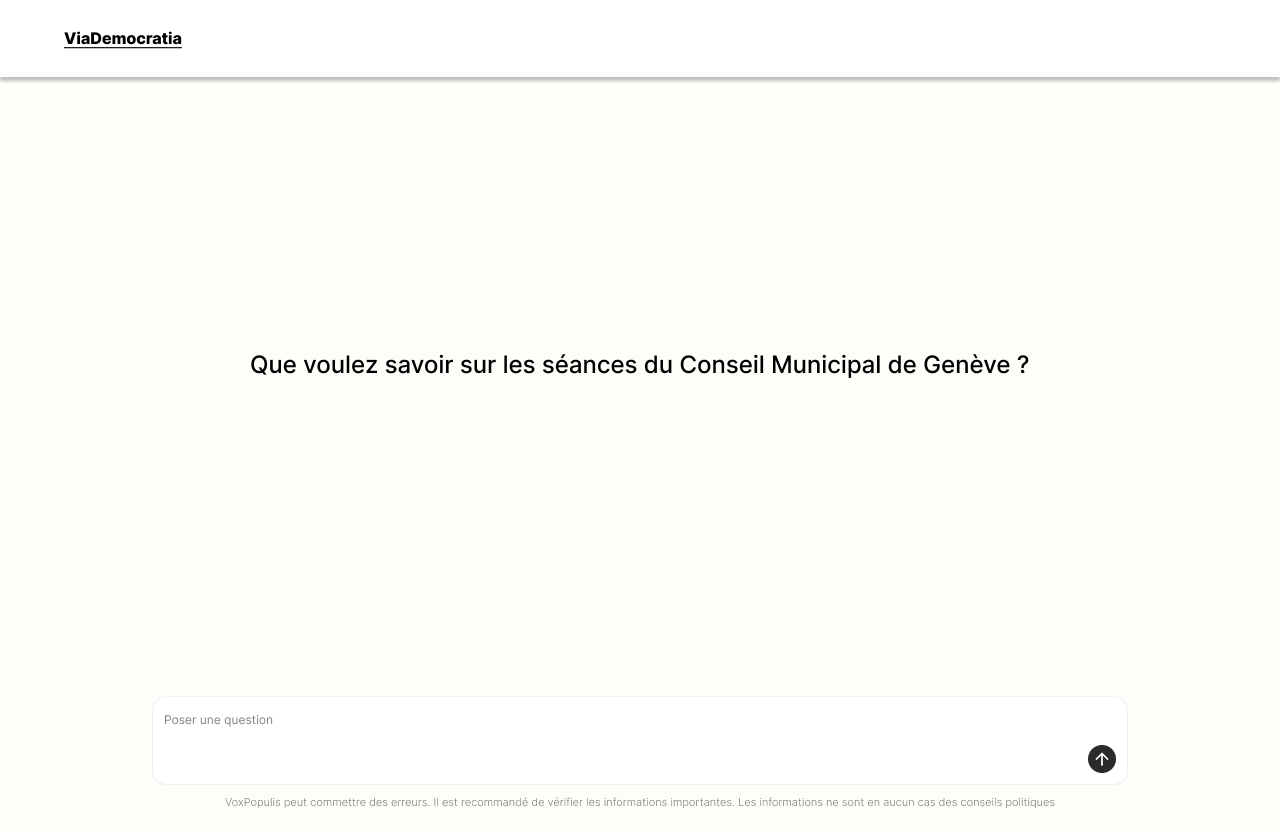 ViaDemocratia
Que voulez savoir sur les séances du Conseil Municipal de Genève ?
Poser une question
VoxPopulis peut commettre des erreurs. Il est recommandé de vérifier les informations importantes. Les informations ne sont en aucun cas des conseils politiques